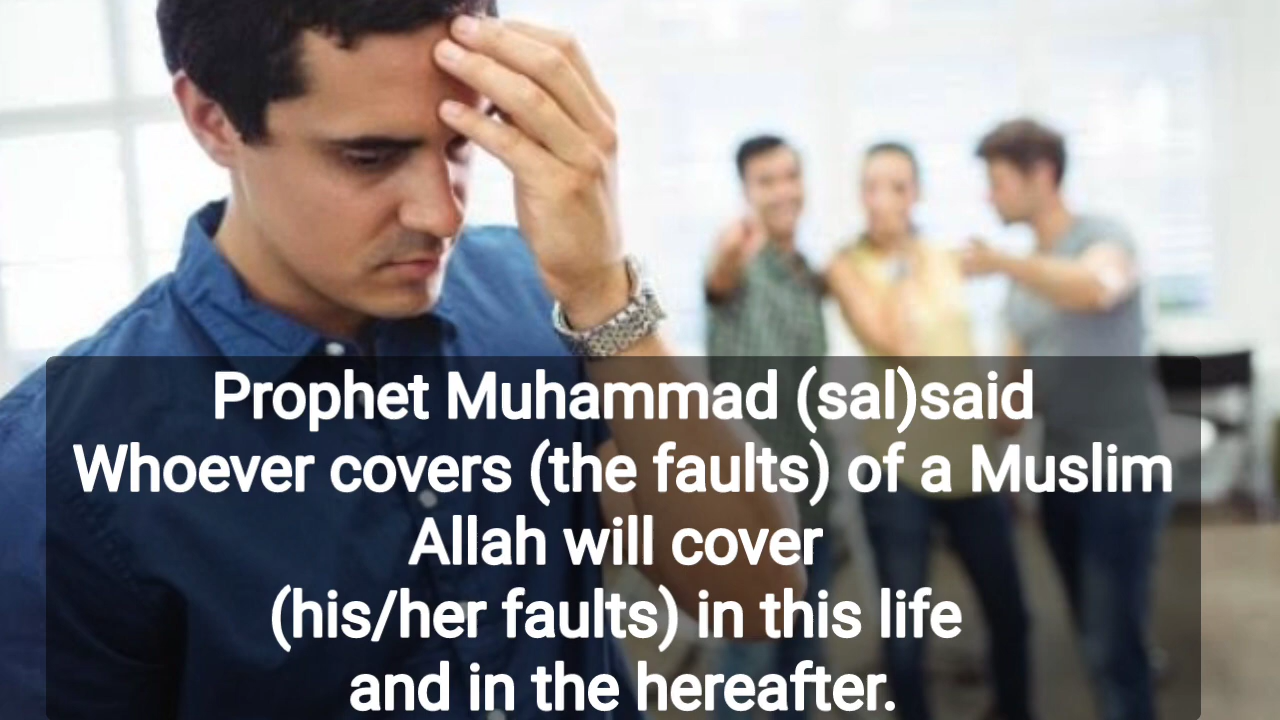 Prophet Muhammad (sal)said
Whoever covers (the faults) of a Muslim
Allah will cover
(his/her faults) in this life
and in the hereafter.